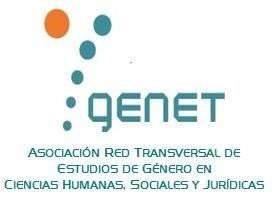 GENET
ASOCIACIÓN RED TRANSVERSAL DE
ESTUDIOS DE GÉNERO EN
CIENCIAS HUMANAS, SOCIALES Y JURÍDICAS